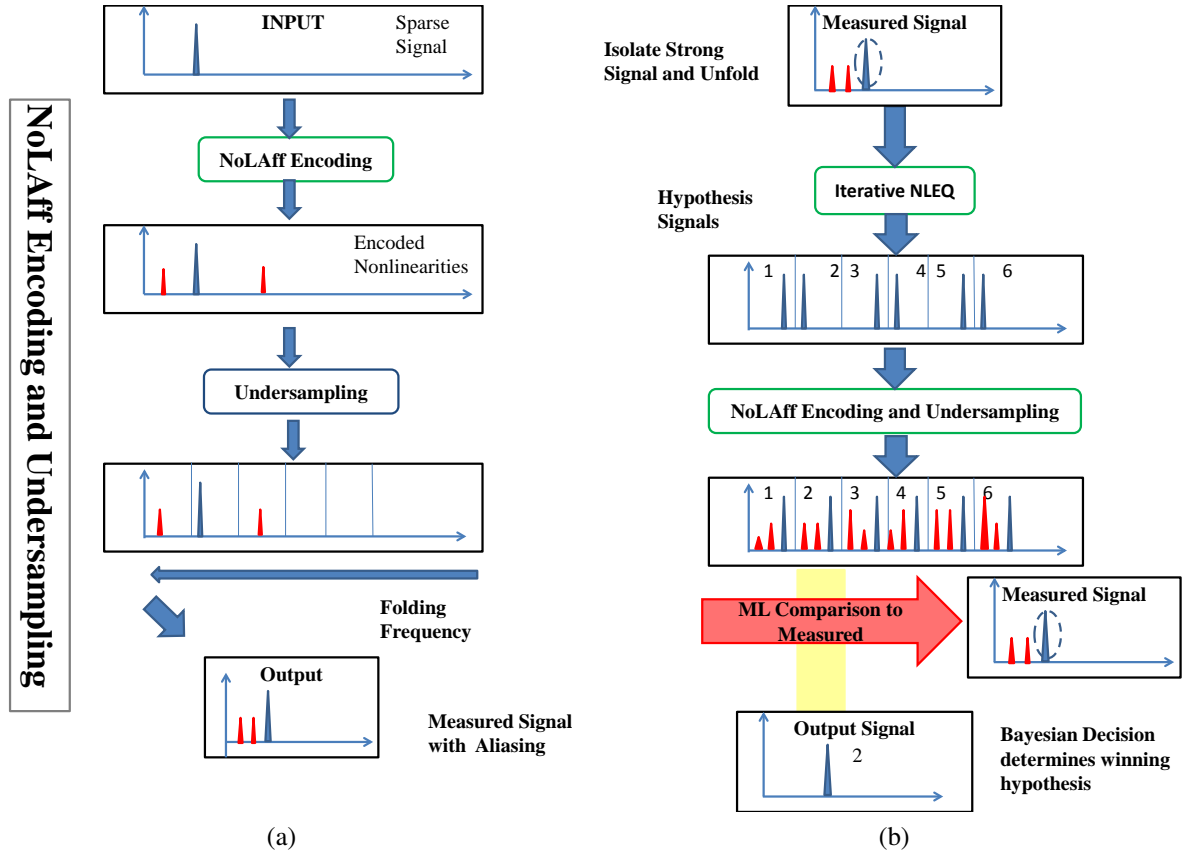 NoLAff Encoding and Undersampling
INPUT
Sparse
Signal
NoLAff Encoding
Encoded
Nonlinearities
Undersampling
Folding
Frequency
Output
Measured Signal
with Aliasing
(a)
Isolate Strong
Signal and Unfold
Measured Signal
Iterative NLEQ
Hypothesis
Signals
1 2 3 4 5 6
NoLAff Encoding and Undersampling
1 2 3 4 5 6
ML Comparison to
Measured
Measured Signal
Output Signal
2
Bayesian Decision
determines winning
hypothesis
(b)